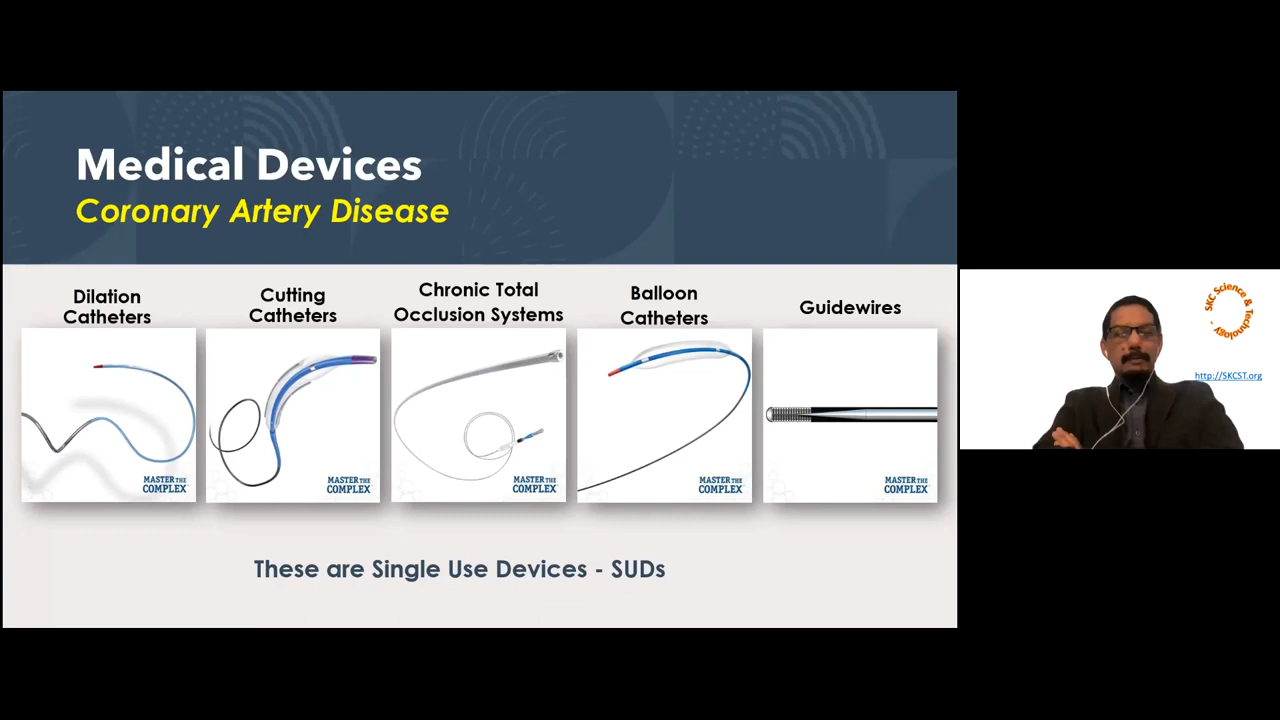 Medical Devices
Coronary Artery Disease
Dilation
Catheters
Cutting
Catheters
Chronic Total
Occlusion Systems
Balloon
Catheters
Guidewires
MASTER THE
COMPLEX
MASTER THE
COMPLEX
MASTER THE
COMPLEX
MASTER THE
COMPLEX
MASTER THE
COMPLEX
These are Single Use Devices - SUDs
SKC Science & Technology -
http://SKCST.org